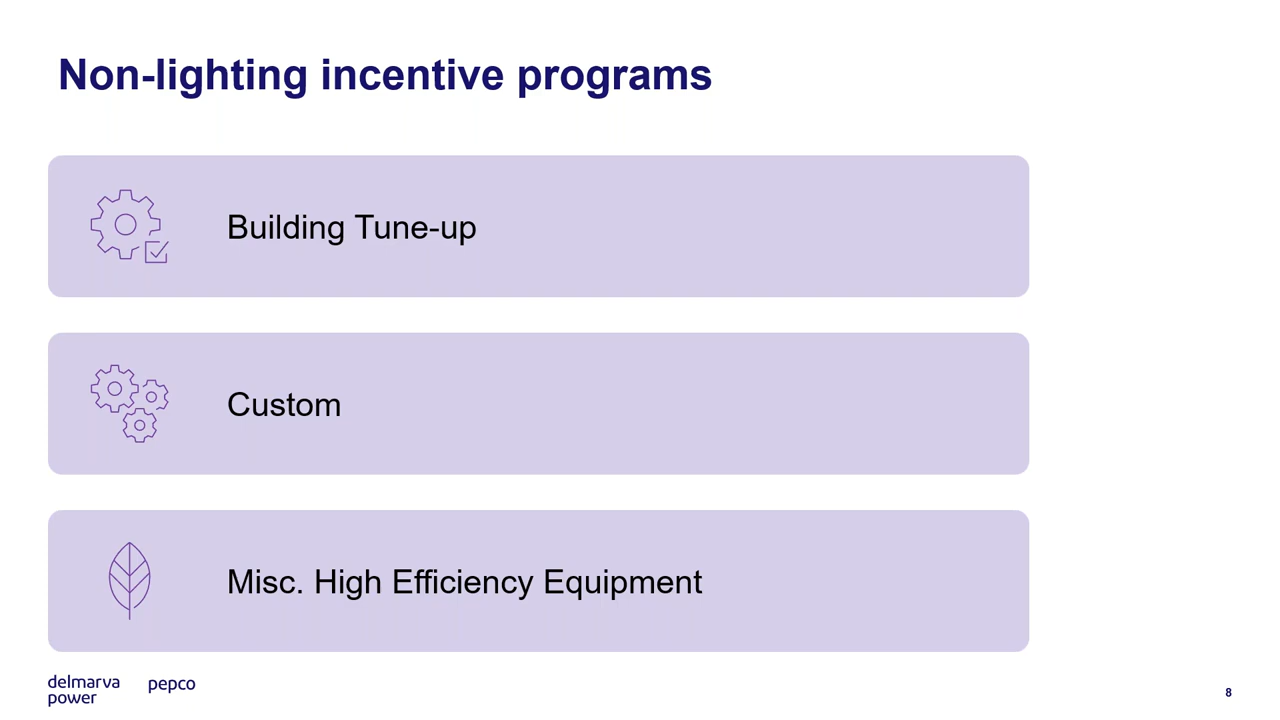 Non-lighting incentive programs
Building Tune-up
Custom
Misc. High Efficiency Equipment
delmarva
power
pepco
8